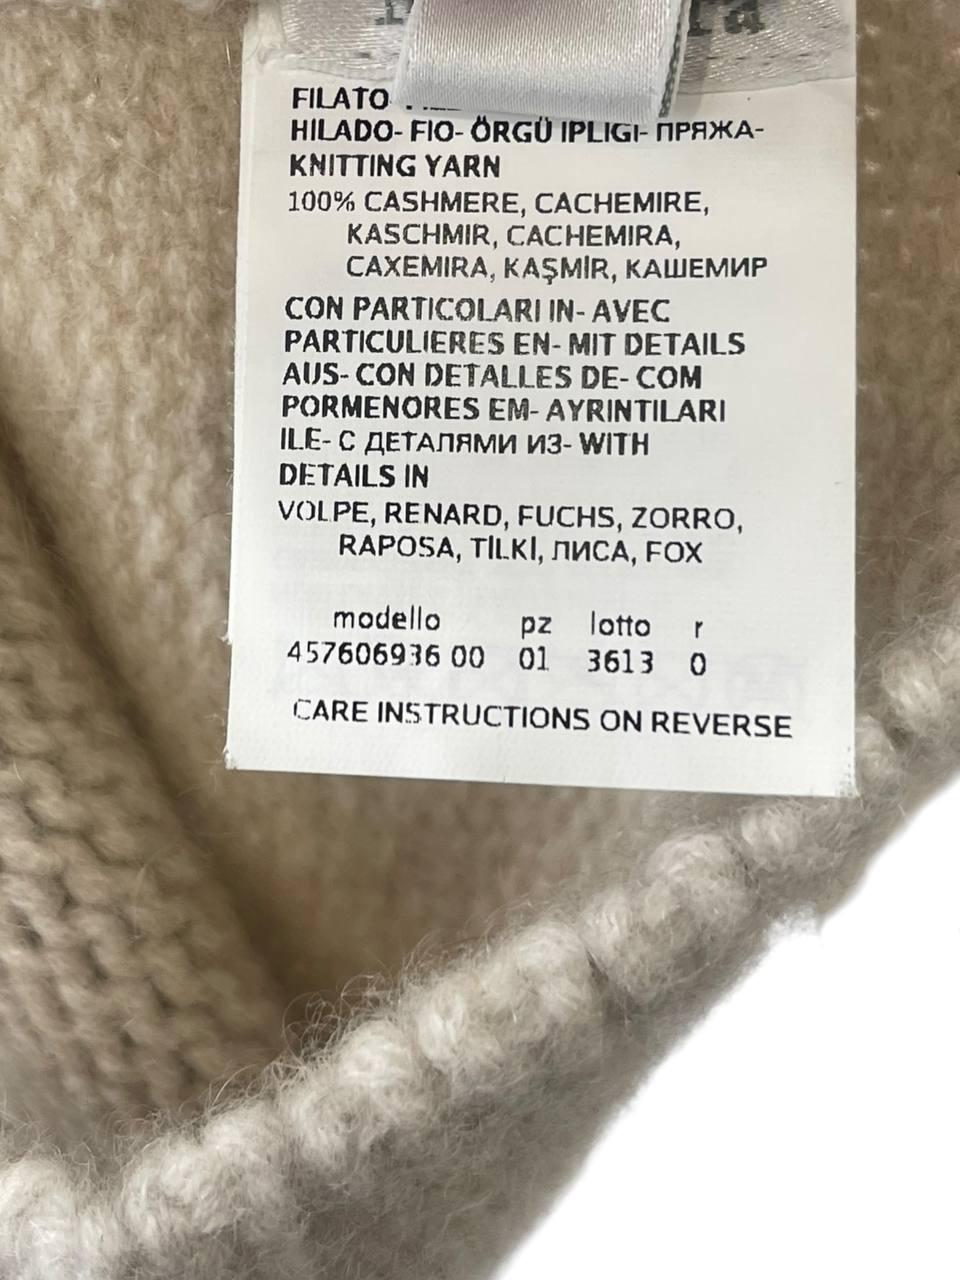 FILATO
HILADO- FIO- ÖRGÜ IPLIGI- ПРЯЖА-
KNITTING YARN
100% CASHMERE, CACHEMIRE,
KASCHMIR, CACHEMIRA,
CAXEMIRA, KAŞMİR, КАШЕМИР
CON PARTICOLARI IN- AVEC
PARTICULIERES EN- MIT DETAILS
AUS- CON DETALLES DE- COM
PORMENORES EM- AYRINTILARI
ILE- С ДЕТАЛЯМИ ИЗ- WITH
DETAILS IN
VOLPE, RENARD, FUCHS, ZORRO,
RAPOSA, TİLKİ, ЛИСА, FOX
modello pz lotto r
457606936 00 01 3613 0
CARE INSTRUCTIONS ON REVERSE